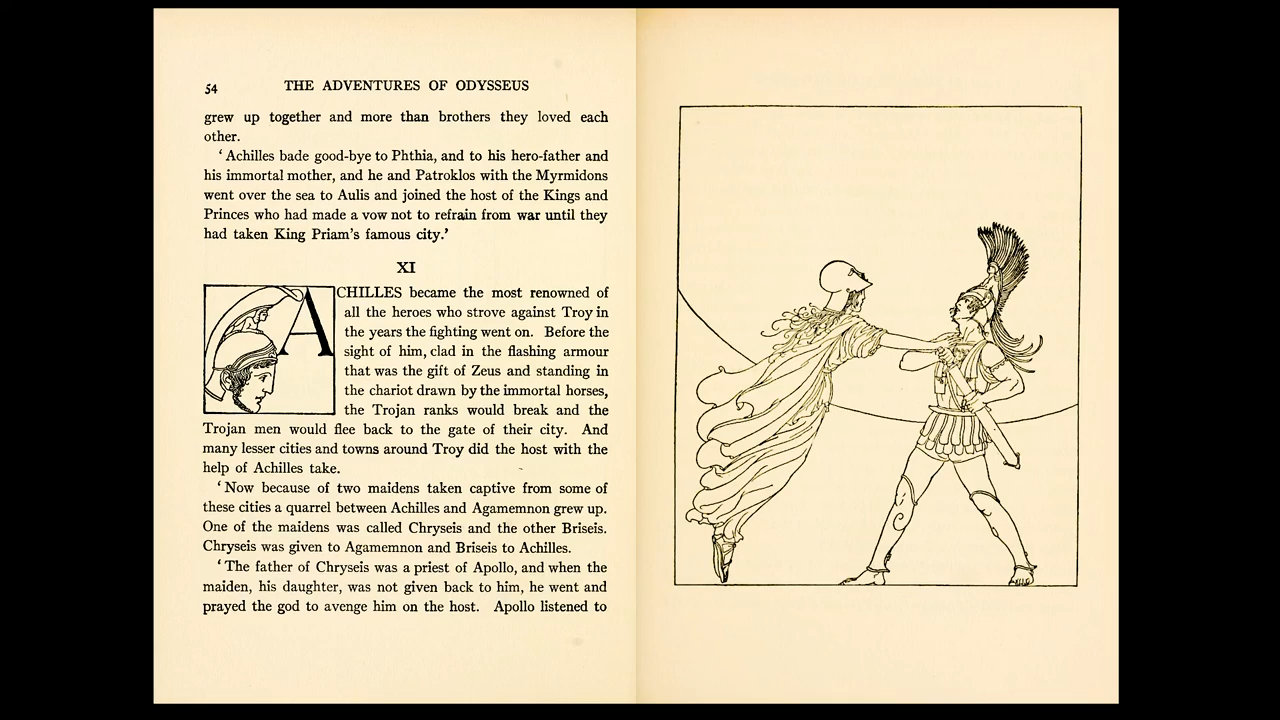 54 THE ADVENTURES OF ODYSSEUS
grew up together and more than brothers they loved each
other.
‘Achilles bade good-bye to Phthia, and to his hero-father and
his immortal mother, and he and Patroklos with the Myrmidons
went over the sea to Aulis and joined the host of the Kings and
Princes who had made a vow not to refrain from war until they
had taken King Priam's famous city.’
XI
ACHILLES became the most renowned of
all the heroes who strove against Troy in
the years the fighting went on. Before the
sight of him, clad in the flashing armour
that was the gift of Zeus and standing in
the chariot drawn by the immortal horses,
the Trojan ranks would break and the
Trojan men would flee back to the gate of their city. And
many lesser cities and towns around Troy did the host with the
help of Achilles take.
‘Now because of two maidens taken captive from some of
these cities a quarrel between Achilles and Agamemnon grew up.
One of the maidens was called Chryseis and the other Briseis.
Chryseis was given to Agamemnon and Briseis to Achilles.
‘The father of Chryseis was a priest of Apollo, and when the
maiden, his daughter, was not given back to him, he went and
prayed the god to avenge him on the host. Apollo listened to